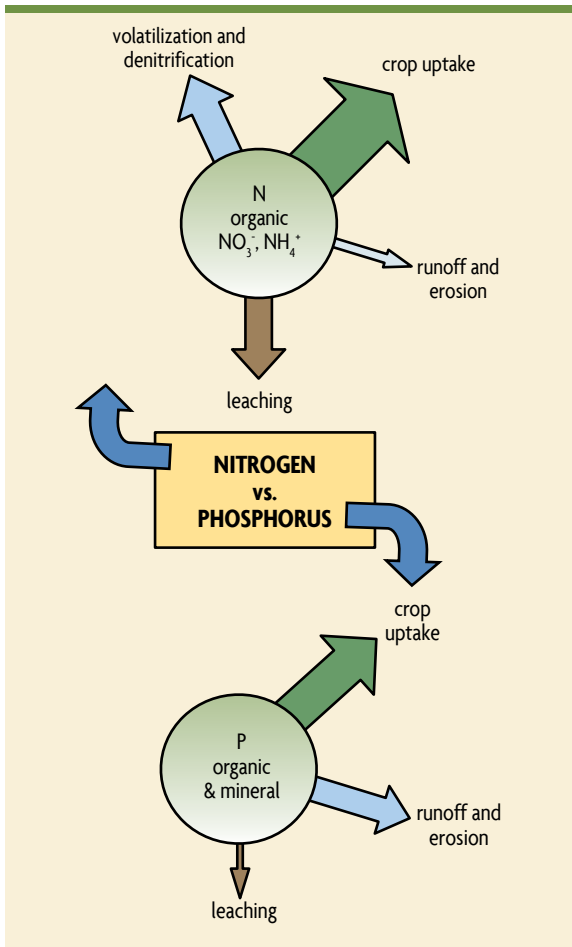 volatilization and
denitrification
crop uptake
N
organic
NO₃⁻, NH₄⁺
runoff and
erosion
leaching
NITROGEN
vs.
PHOSPHORUS
crop
uptake
P
organic
& mineral
runoff and
erosion
leaching